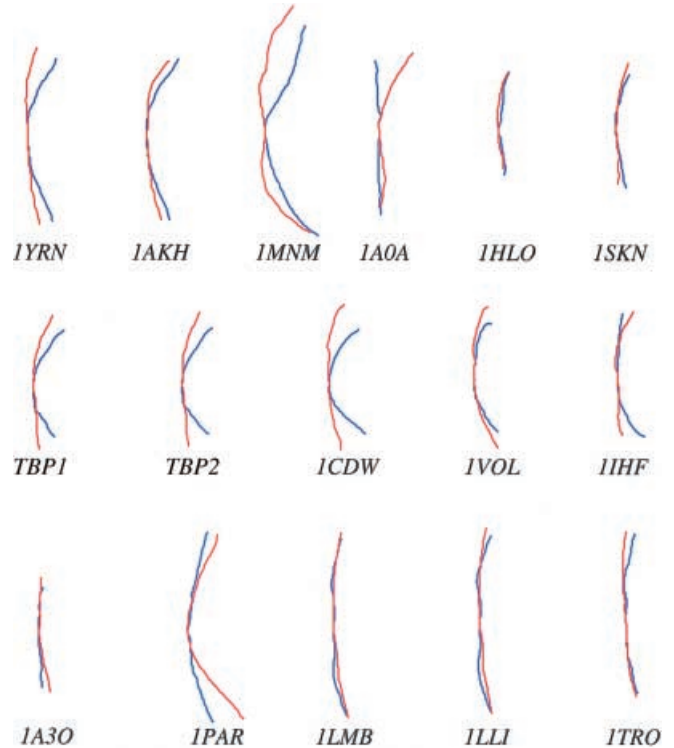 1YRN 1AKH 1MNM 1A0A 1HLO 1SKN
TBP1 TBP2 1CDW 1VOL 1IHF
1A3O 1PAR 1LMB 1LLI 1TRO